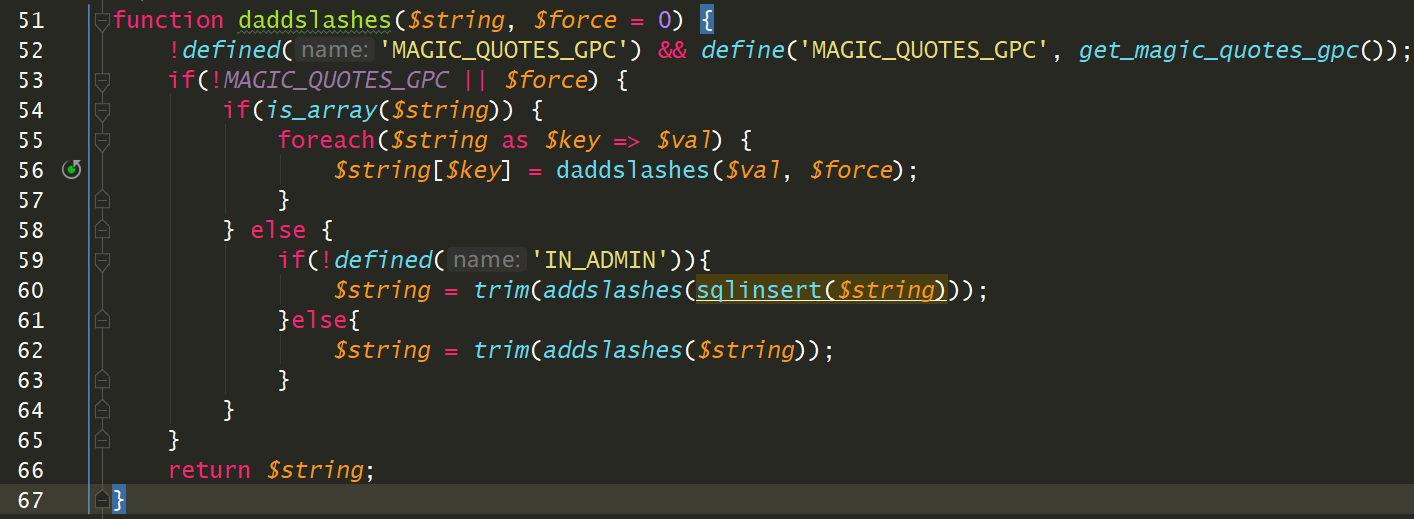 51 function daddslashes($string, $force = 0) {
52 !defined( name: 'MAGIC_QUOTES_GPC') && define('MAGIC_QUOTES_GPC', get_magic_quotes_gpc());
53 if(!MAGIC_QUOTES_GPC || $force) {
54 if(is_array($string)) {
55 foreach($string as $key => $val) {
56 $string[$key] = daddslashes($val, $force);
57 }
58 } else {
59 if(!defined( name: 'IN_ADMIN')){
60 $string = trim(addslashes(sqlinsert($string)));
61 }else{
62 $string = trim(addslashes($string));
63 }
64 }
65 }
66 return $string;
67 }